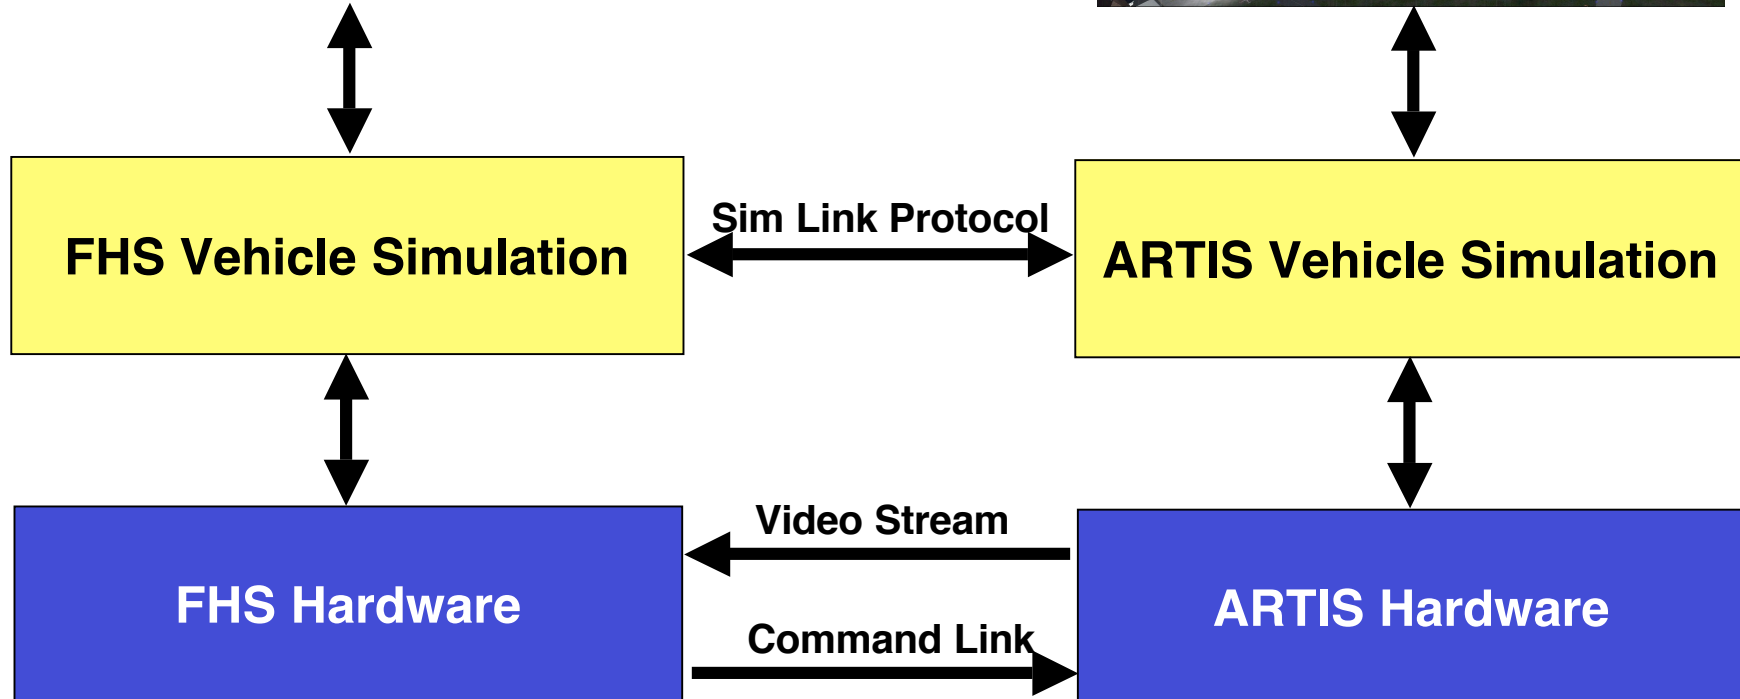 Sim Link Protocol
FHS Vehicle Simulation
ARTIS Vehicle Simulation
Video Stream
FHS Hardware
ARTIS Hardware
Command Link